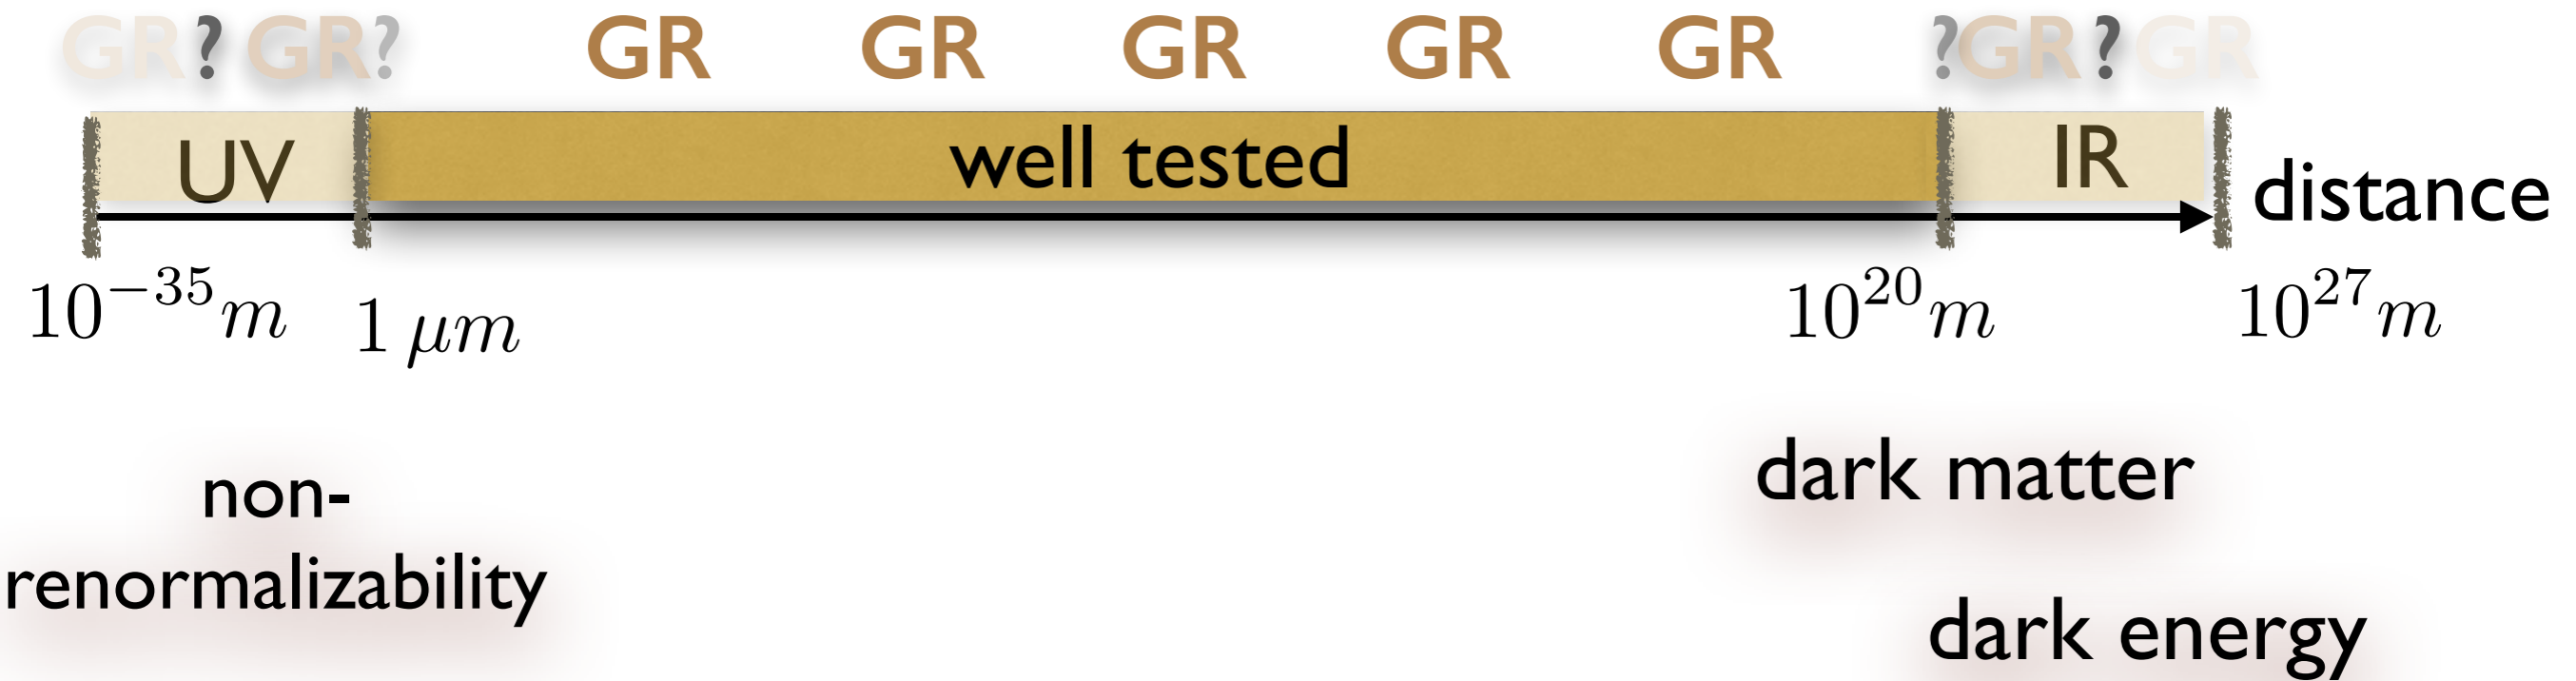 GR ? GR ? GR GR GR GR GR ? GR ? GR
UV well tested IR
distance
10^{-35}m 1 μm 10^{20}m 10^{27}m
dark matter
non-
renormalizability
dark energy